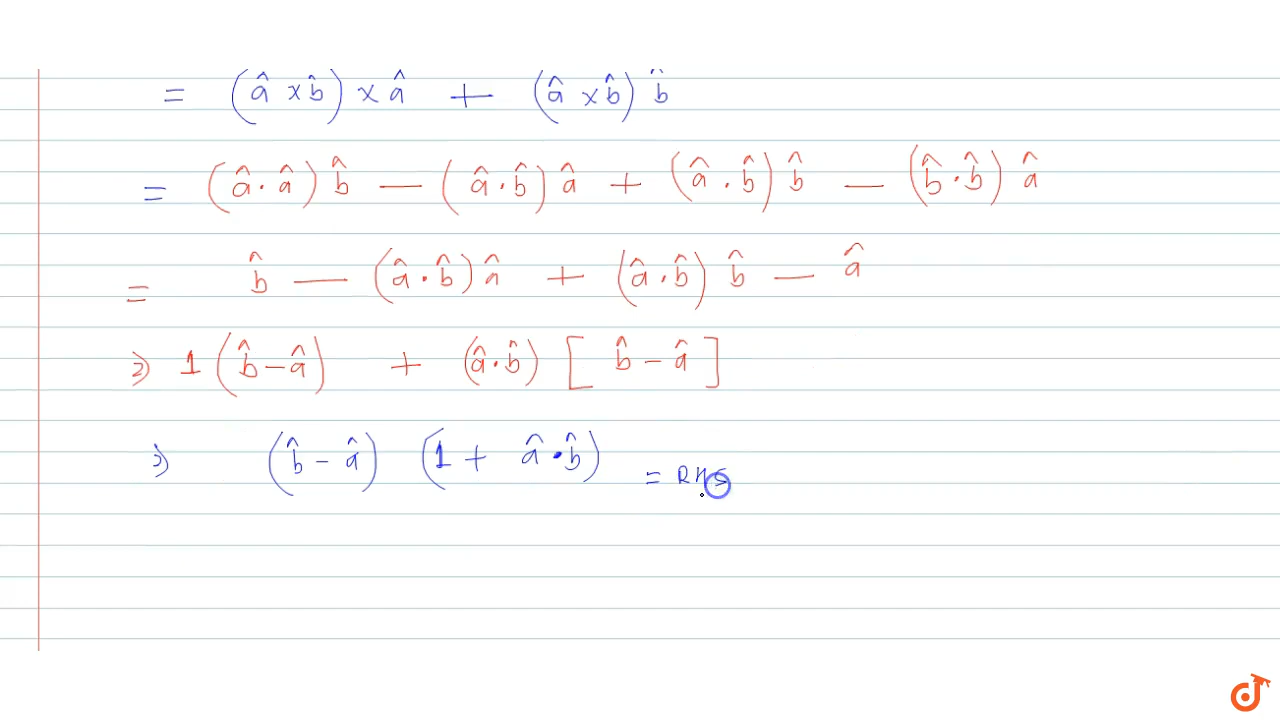 = (â × b̂) × â + (â × b̂) b̂
= (â · â) b̂ — (â · b̂) â + (â · b̂) b̂ — (b̂ · b̂) â
= b̂ — (â · b̂) â + (â · b̂) b̂ — â
⇒ 1 (b̂ – â) + (â · b̂) [ b̂ – â ]
⇒ (b̂ – â) (1 + â · b̂) = RHS